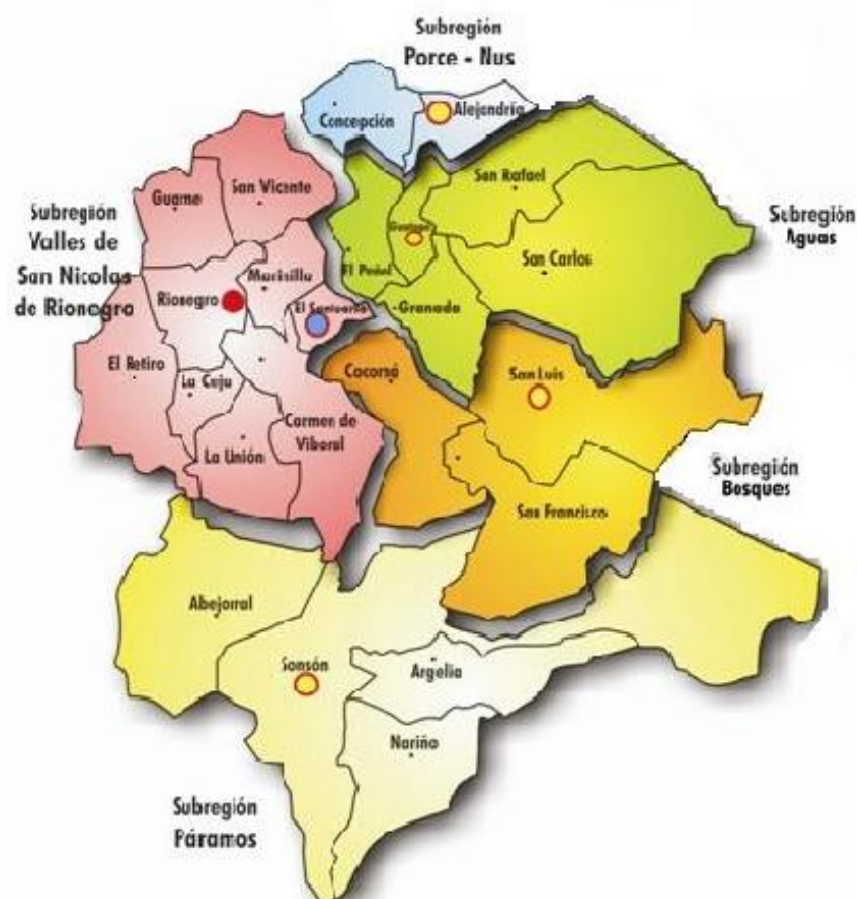 Subregión
Porce - Nus
Concepción
Alejandría
Subregión
Valles de
San Nicolas
de Rionegro
Guarne
San Vicente
Rionegro
Marinilla
El Santuario
El Retiro
La Ceja
La Unión
Carmen de
Viboral
San Rafael
El Peñol
San Carlos
Granada
Subregión
Aguas
Cocorná
San Luis
San Francisco
Subregión
Bosques
Abejorral
Sonsón
Argelia
Nariño
Subregión
Páramos